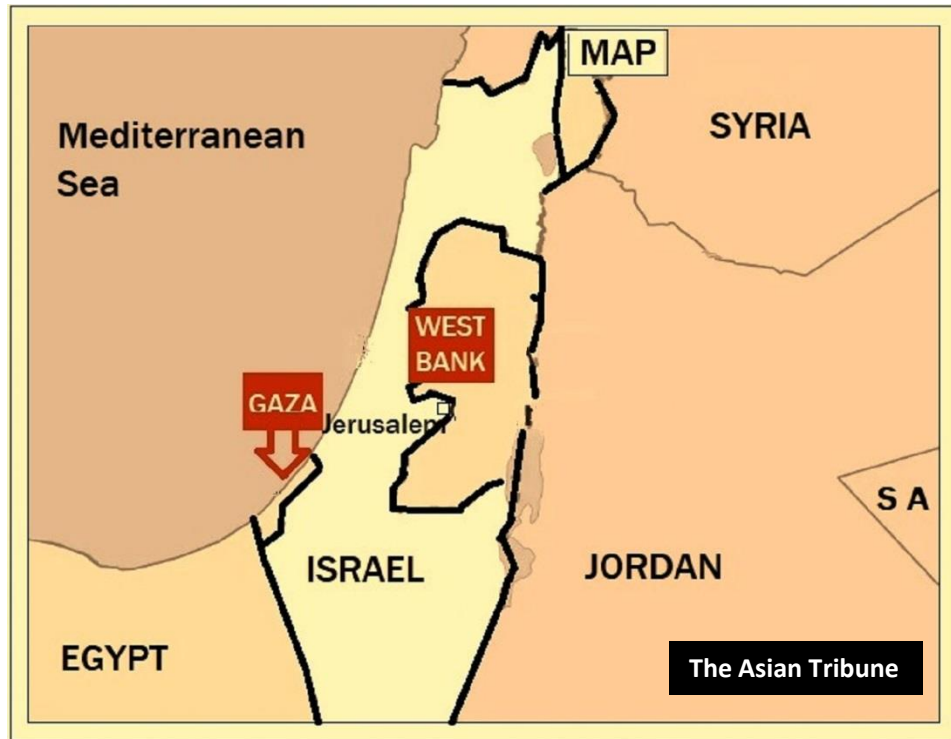 MAP
SYRIA
Mediterranean
Sea
WEST
BANK
GAZA
Jerusalem
S A
ISRAEL
JORDAN
EGYPT
The Asian Tribune